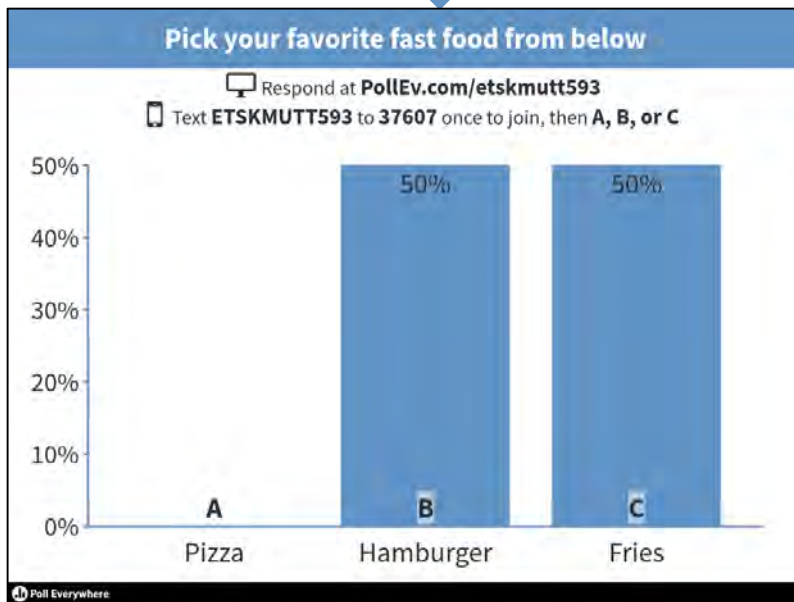 Pick your favorite fast food from below
Respond at PollEv.com/etskmutt593
Text ETSKMUTT593 to 37607 once to join, then A, B, or C
50%
40%
30%
20%
10%
0%
50%
50%
A
B
C
Pizza
Hamburger
Fries
Poll Everywhere